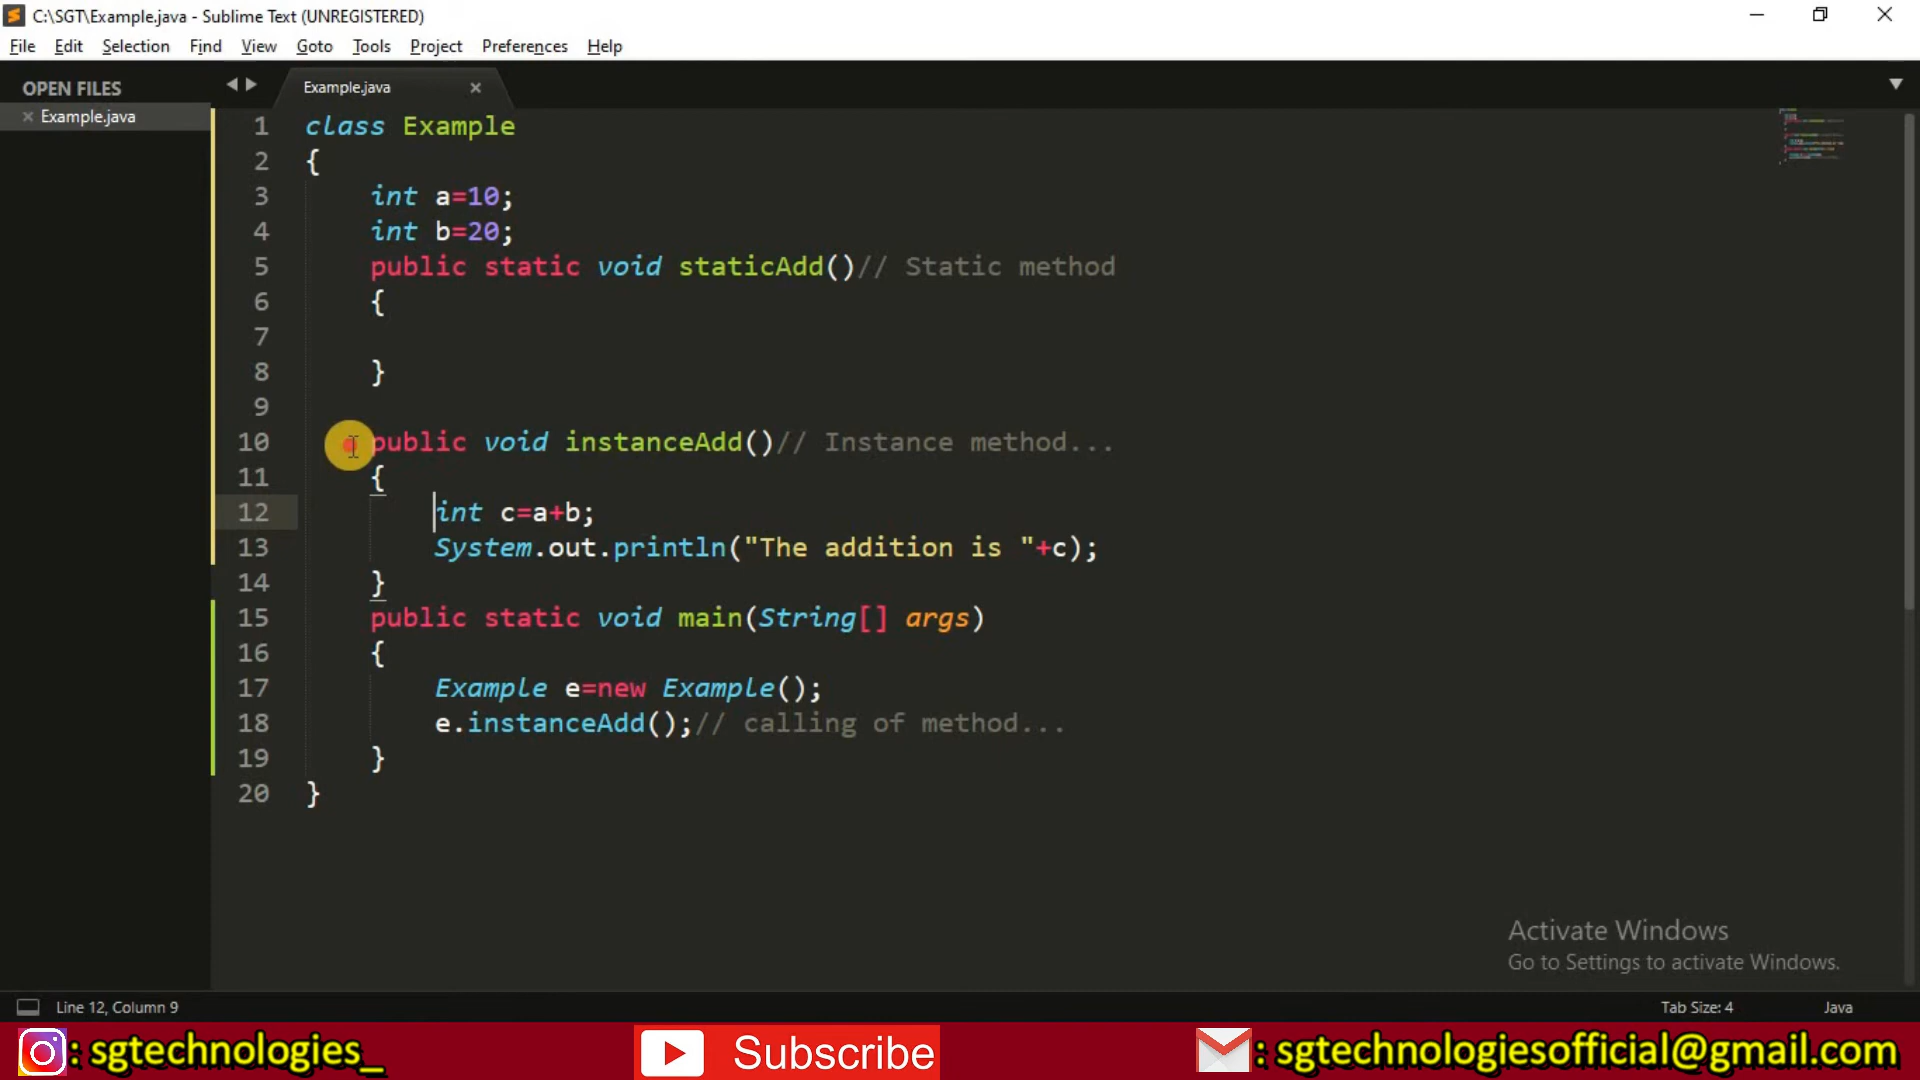 C:\SGT\Example.java - Sublime Text (UNREGISTERED)
File Edit Selection Find View Goto Tools Project Preferences Help
OPEN FILES
Example.java
Example.java
1 class Example
2 {
3 int a=10;
4 int b=20;
5 public static void staticAdd()// Static method
6 {
7
8 }
9
10 public void instanceAdd()// Instance method...
11 {
12 int c=a+b;
13 System.out.println("The addition is "+c);
14 }
15 public static void main(String[] args)
16 {
17 Example e=new Example();
18 e.instanceAdd();// calling of method...
19 }
20 }
Activate Windows
Go to Settings to activate Windows.
Line 12, Column 9
Tab Size: 4
Java
: sgtechnologies_
Subscribe
: sgtechnologiesofficial@gmail.com